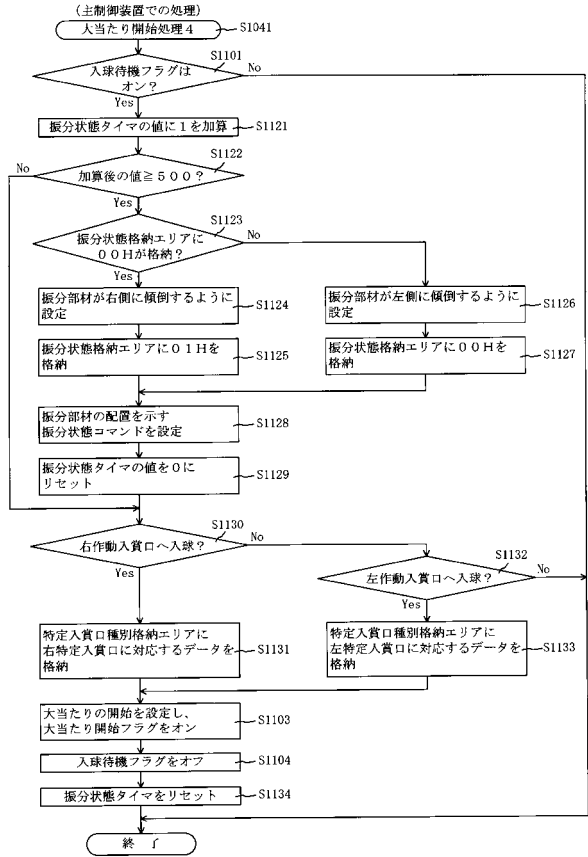 (主制御装置での処理)
大当たり開始処理4
S1041
S1101
入球待機フラグは
オン?
No
Yes
振分状態タイマの値に1を加算
S1121
S1122
No
加算後の値≧500?
Yes
S1123
振分状態格納エリアに
00Hが格納?
No
Yes
振分部材が右側に傾倒するように
設定
S1124
振分部材が左側に傾倒するように
設定
S1126
振分状態格納エリアに01Hを
格納
S1125
振分状態格納エリアに00Hを
格納
S1127
振分部材の配置を示す
振分状態コマンドを設定
S1128
振分状態タイマの値を0に
リセット
S1129
S1130
右作動入賞口へ入球?
No
Yes
S1132
左作動入賞口へ入球?
No
Yes
特定入賞口種別格納エリアに
右特定入賞口に対応するデータを
格納
S1131
特定入賞口種別格納エリアに
左特定入賞口に対応するデータを
格納
S1133
大当たりの開始を設定し、
大当たり開始フラグをオン
S1103
入球待機フラグをオフ
S1104
振分状態タイマをリセット
S1134
終 了